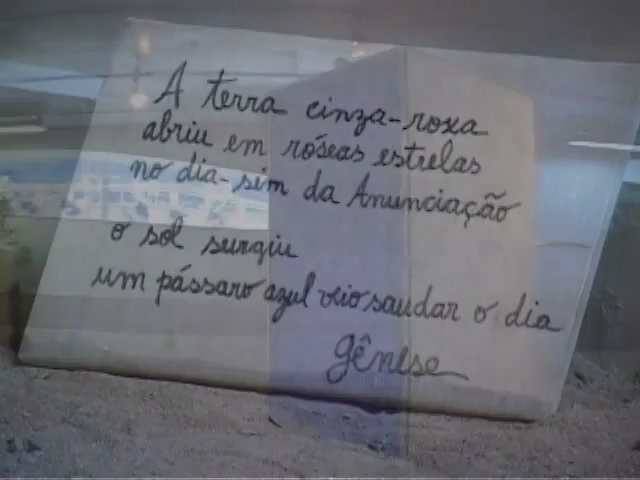 A terra cinza-roxa
abriu em róseas estrelas
no dia-sim da Anunciação
o sol surgiu
um pássaro azul veio saudar o dia
Gênese